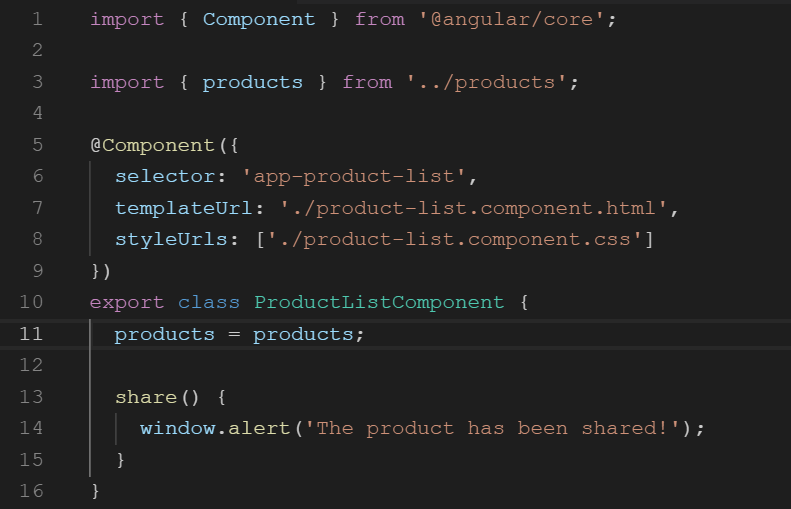 1 import { Component } from '@angular/core';
2
3 import { products } from '../products';
4
5 @Component({
6 selector: 'app-product-list',
7 templateUrl: './product-list.component.html',
8 styleUrls: ['./product-list.component.css']
9 })
10 export class ProductListComponent {
11 products = products;
12
13 share() {
14 window.alert('The product has been shared!');
15 }
16 }